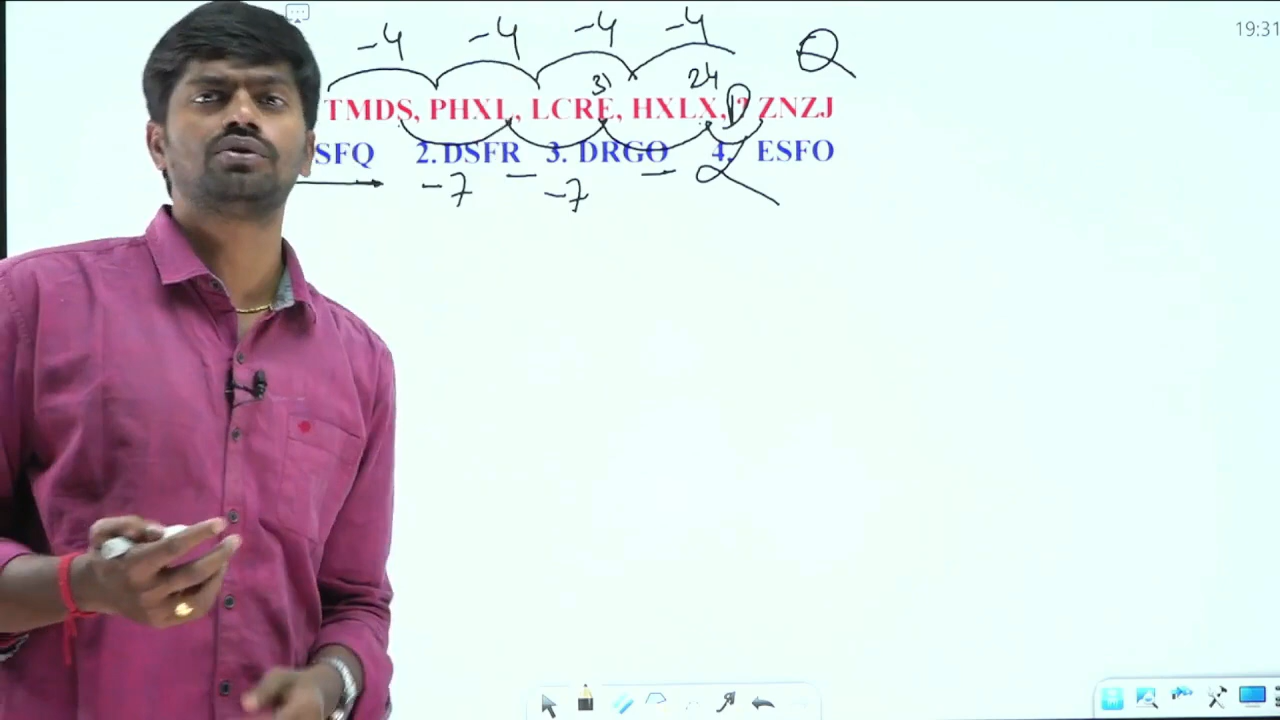 19:31
-4 -4 -4 -4 Q
31 24
TMDS, PHXL, LCRE, HXLX, ? ZNZJ
D
SFQ 2. DSFR 3. DRGO 4. ESFO
-7 -7 Q